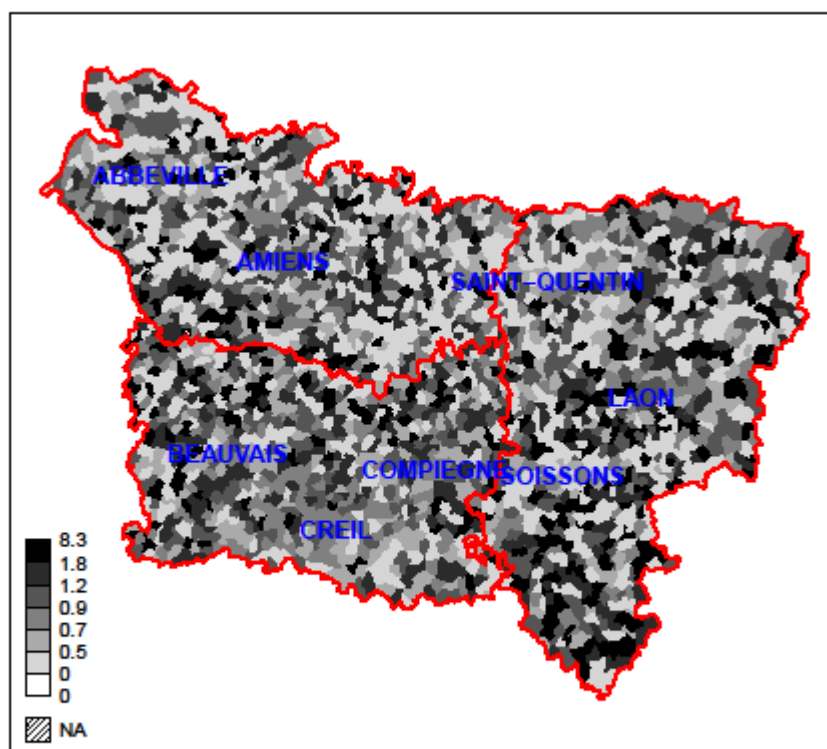 ABBEVILLE
AMIENS
SAINT−QUENTIN
LAON
BEAUVAIS
COMPIEGNE
SOISSONS
CREIL
8.3
1.8
1.2
0.9
0.7
0.5
0
0
NA